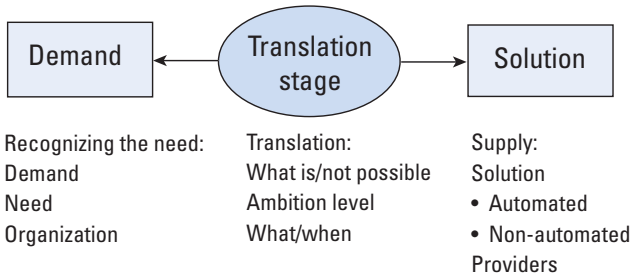 Demand
Translation
stage
Solution
Recognizing the need:
Demand
Need
Organization
Translation:
What is/not possible
Ambition level
What/when
Supply:
Solution
• Automated
• Non-automated
Providers